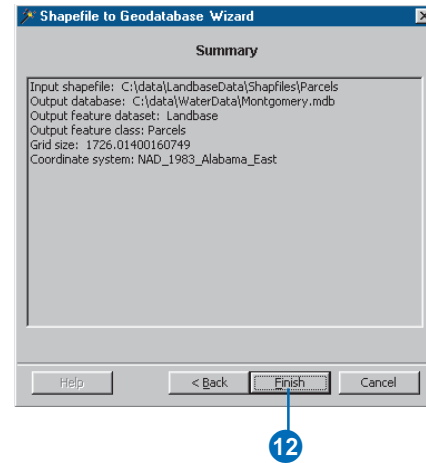 Shapefile to Geodatabase Wizard
Summary
Input shapefile: C:\data\LandbaseData\Shapfiles\Parcels
Output database: C:\data\WaterData\Montgomery.mdb
Output feature dataset: Landbase
Output feature class: Parcels
Grid size: 1726.01400160749
Coordinate system: NAD_1983_Alabama_East
Help < Back Finish Cancel
12